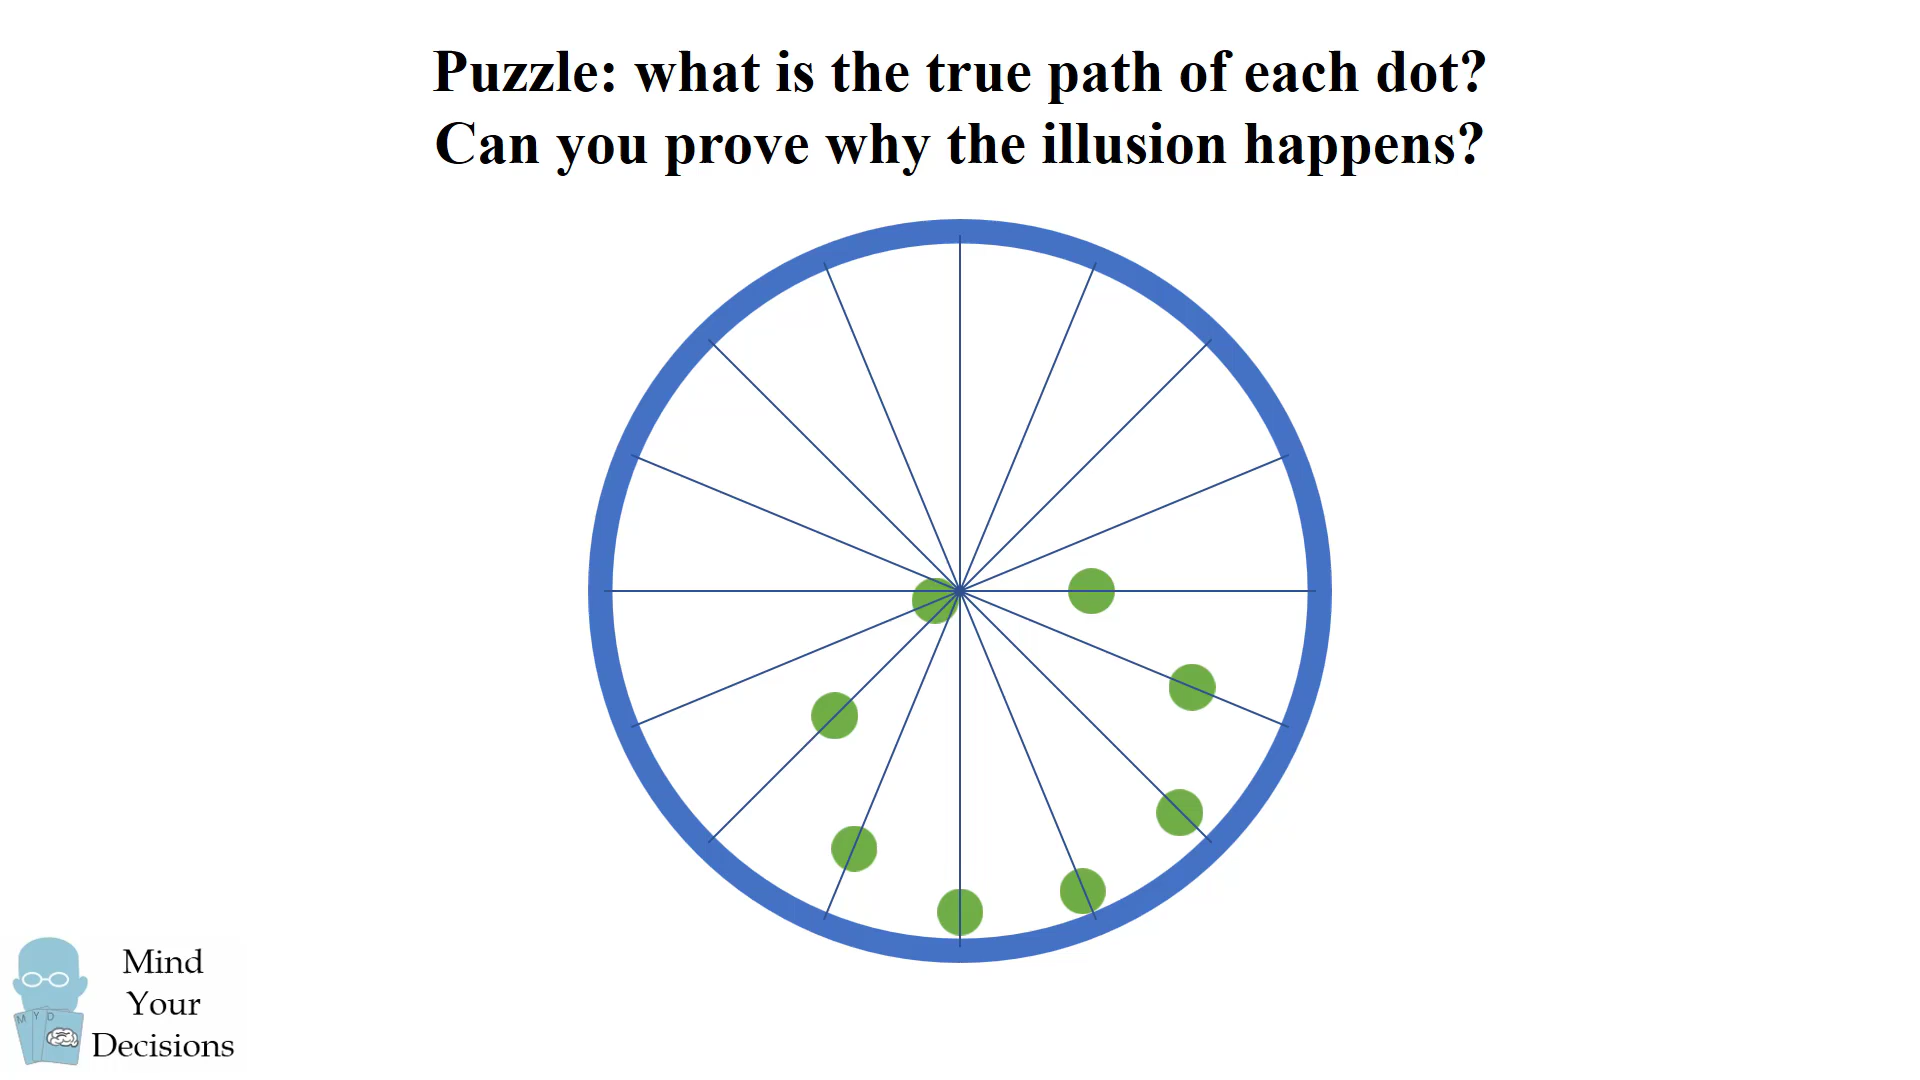 Puzzle: what is the true path of each dot?
Can you prove why the illusion happens?
M Y D
Mind
Your
Decisions